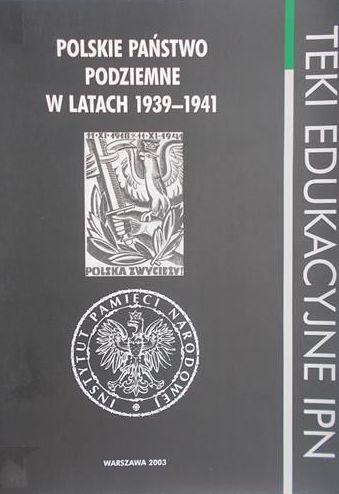 POLSKIE PAŃSTWO
PODZIEMNE
W LATACH 1939–1941
11·XI·1918 11·XI·1941
POLSKA ZWYCIĘŻY!
INSTYTUT PAMIĘCI NARODOWEJ
WARSZAWA 2003
TEKI EDUKACYJNE IPN